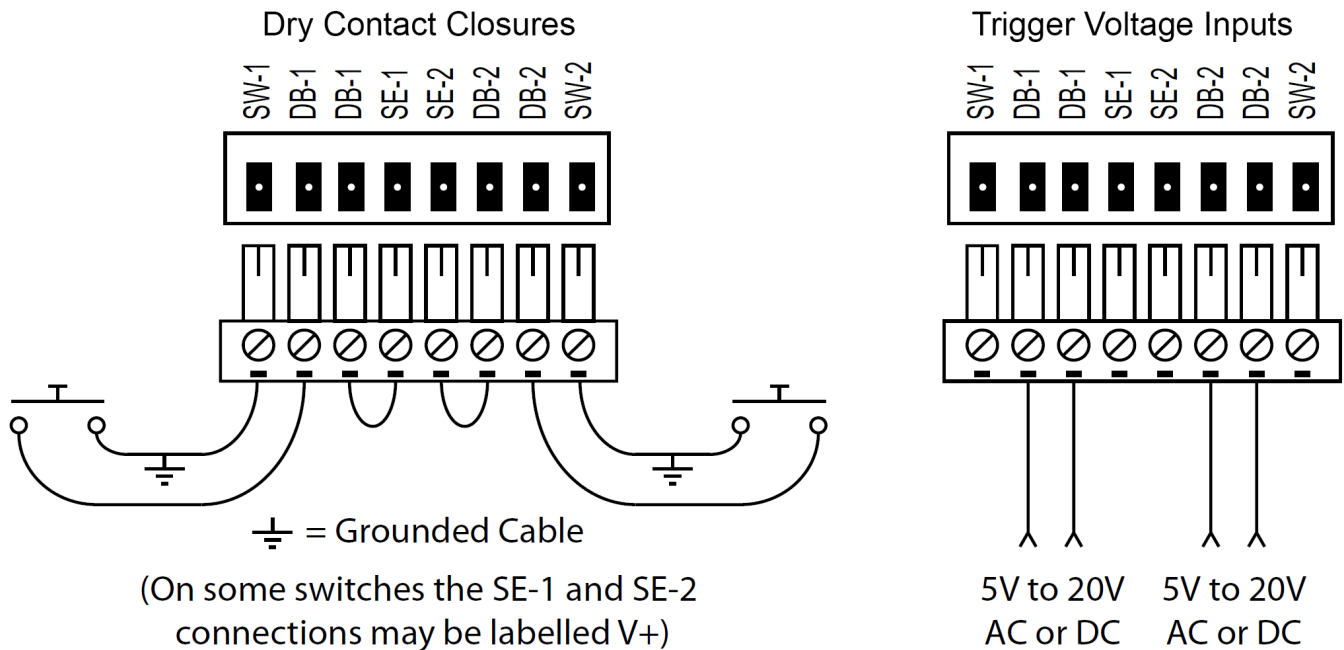 Dry Contact Closures
SW-1 DB-1 DB-1 SE-1 SE-2 DB-2 DB-2 SW-2
= Grounded Cable
(On some switches the SE-1 and SE-2
connections may be labelled V+)
Trigger Voltage Inputs
SW-1 DB-1 DB-1 SE-1 SE-2 DB-2 DB-2 SW-2
5V to 20V
AC or DC
5V to 20V
AC or DC